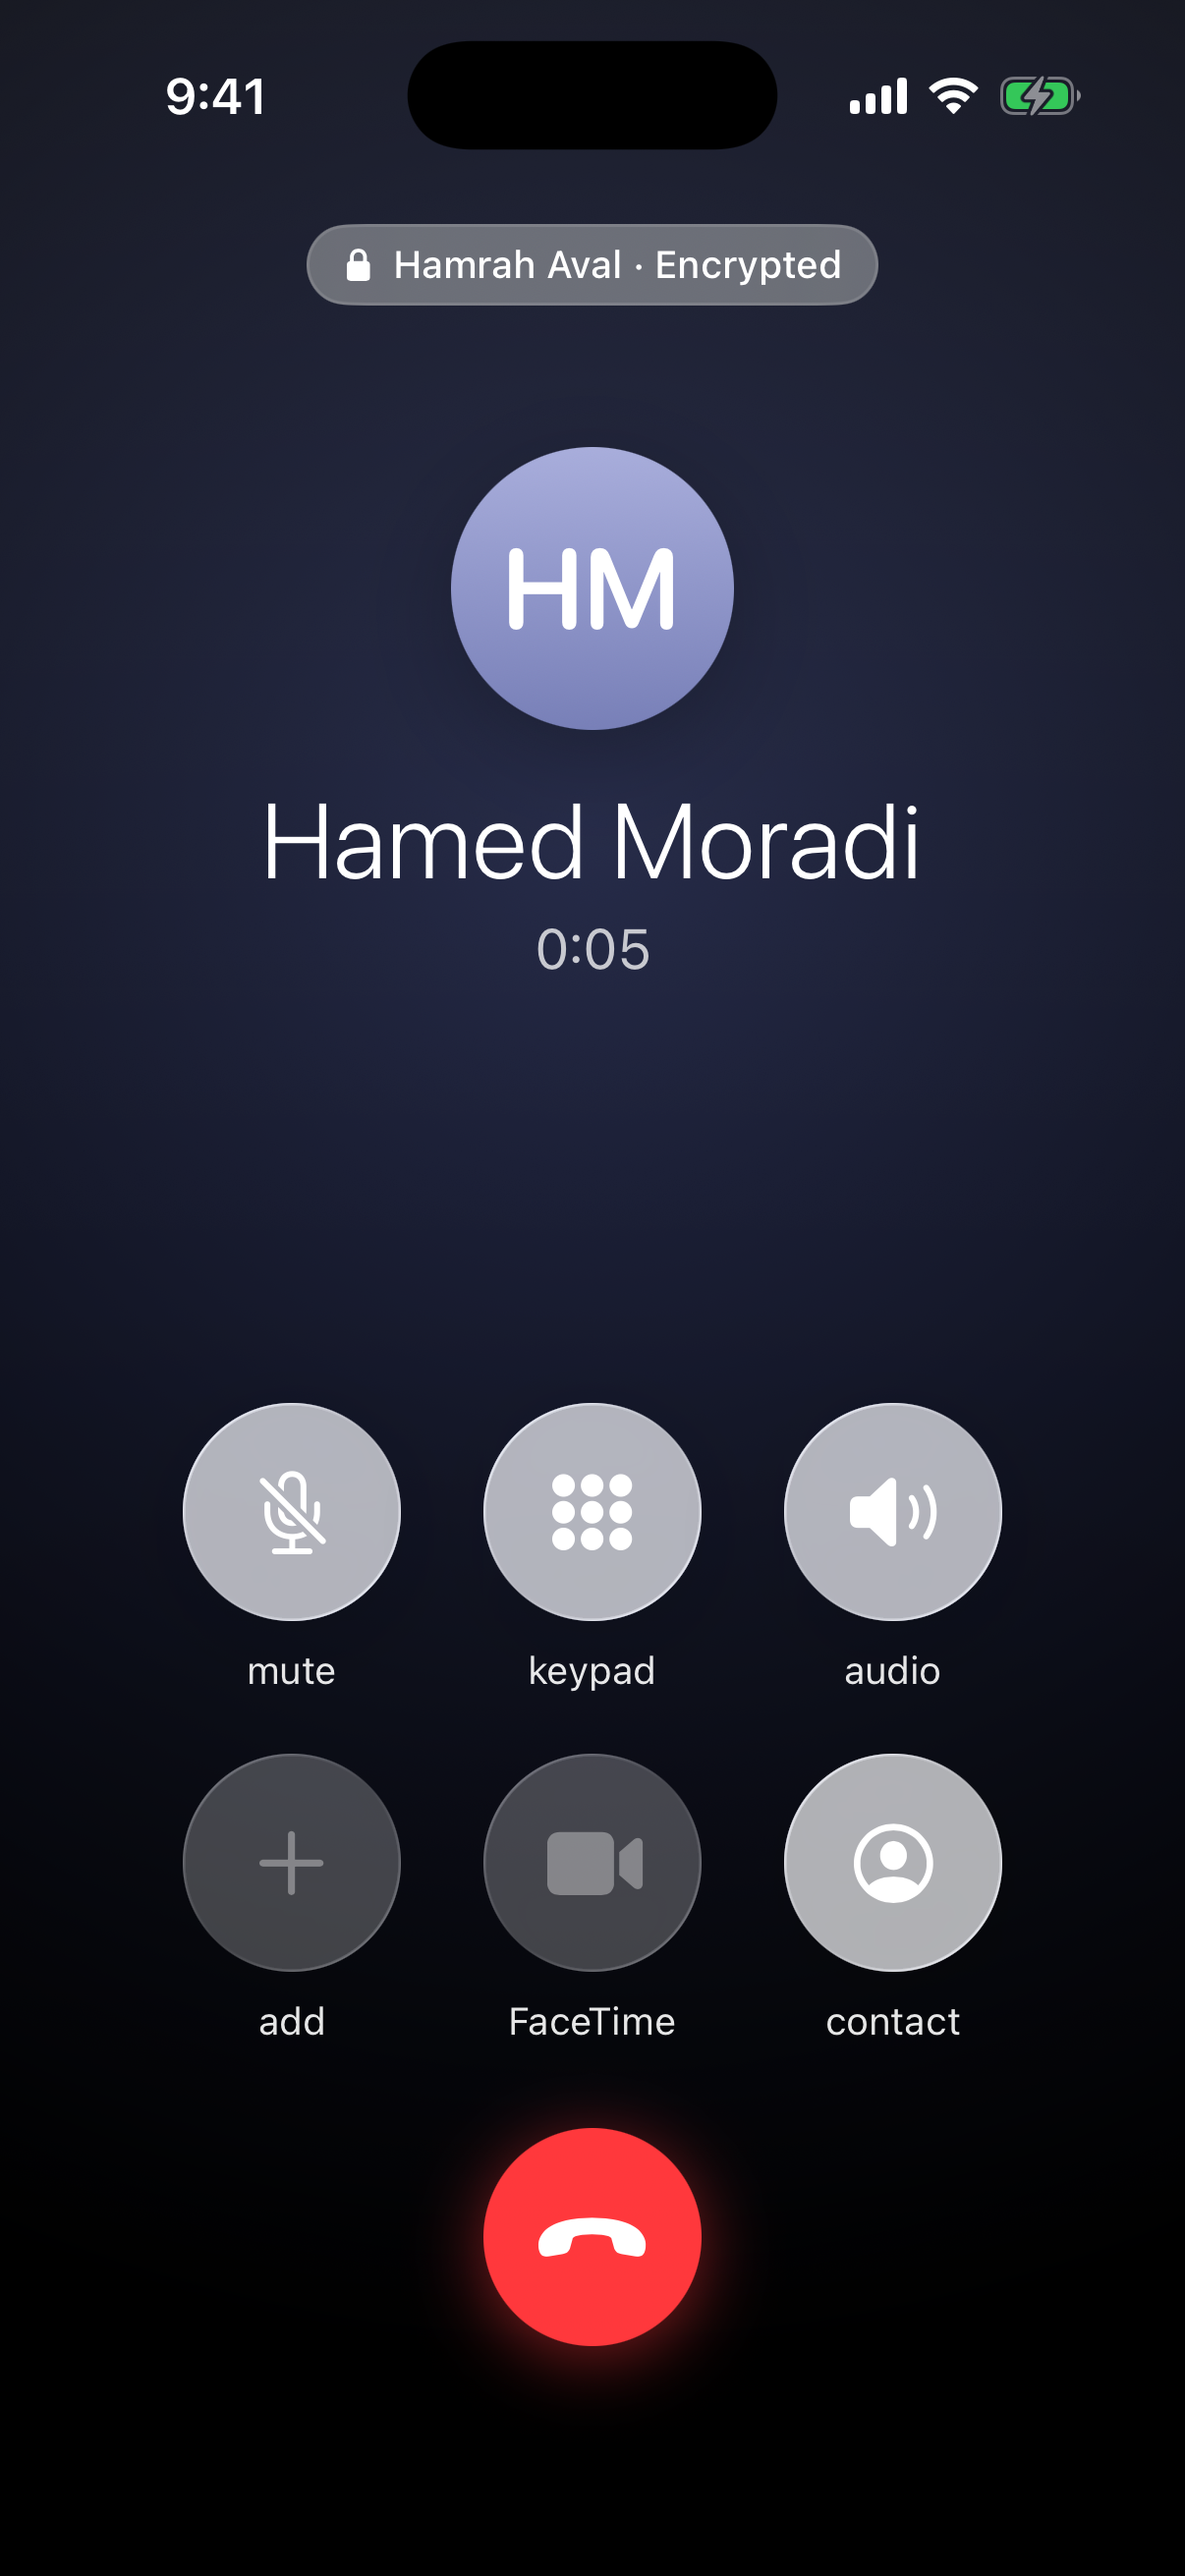 9:41
Hamrah Aval · Encrypted
HM
Hamed Moradi
0:05
mute
keypad
audio
add
FaceTime
contact